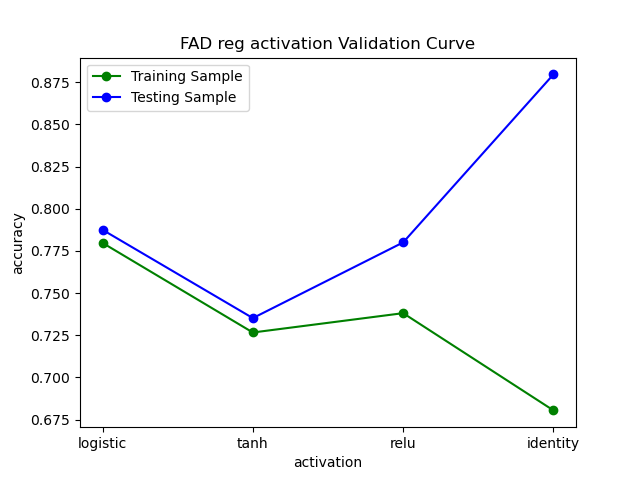 FAD reg activation Validation Curve
Training Sample
Testing Sample
0.875
0.850
0.825
0.800
0.775
0.750
0.725
0.700
0.675
accuracy
logistic tanh relu identity
activation